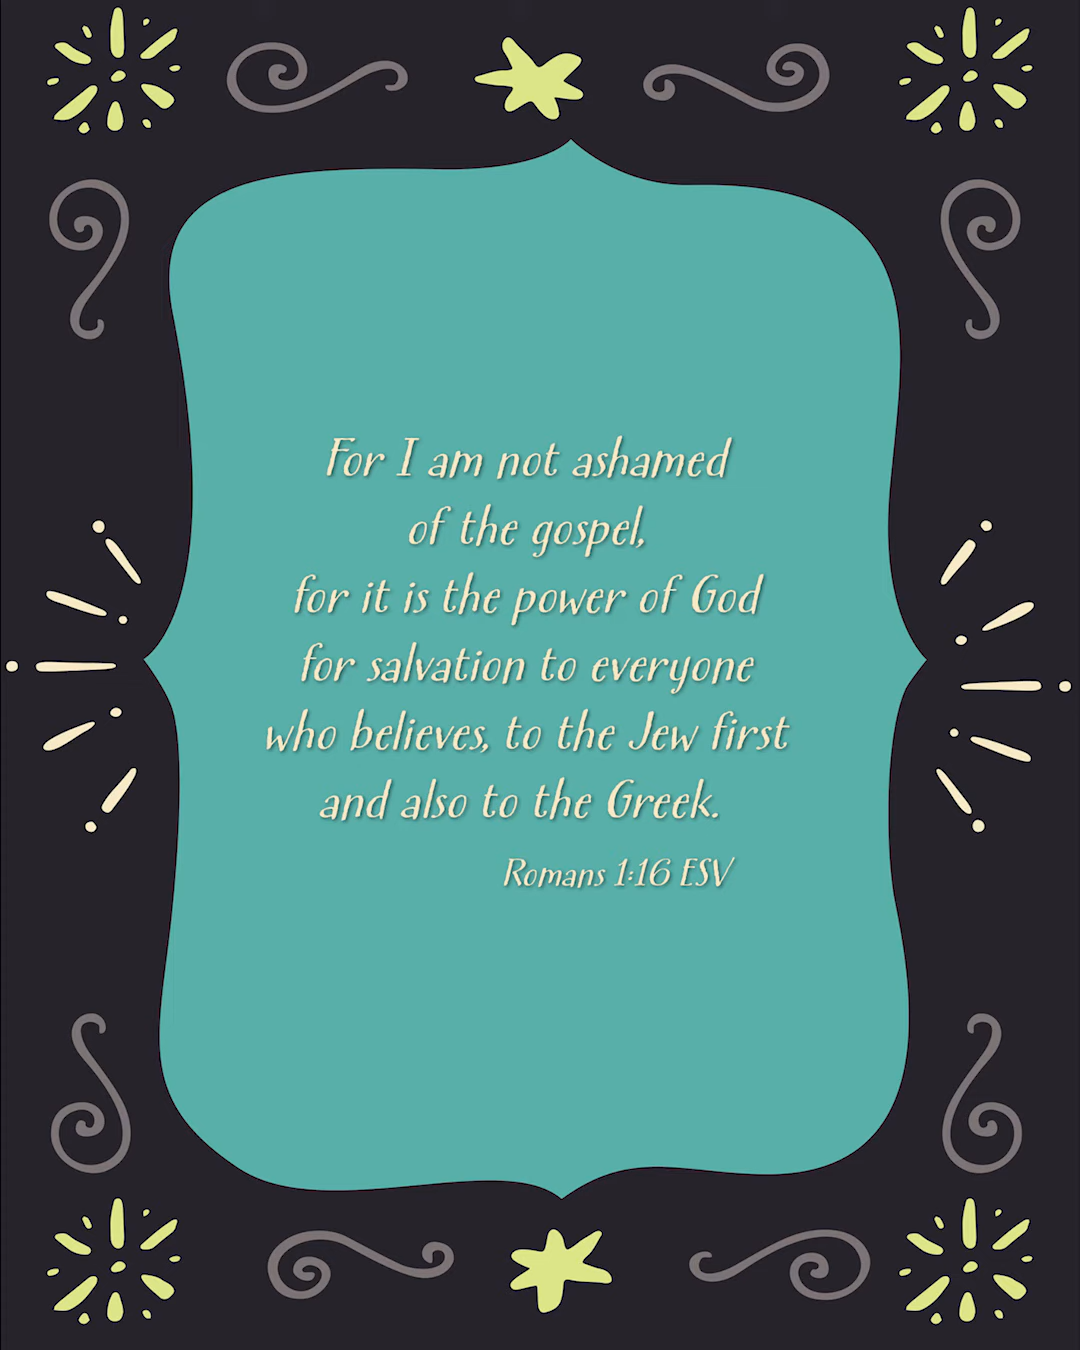 For I am not ashamed
of the gospel,
for it is the power of God
for salvation to everyone
who believes, to the Jew first
and also to the Greek.
Romans 1:16 ESV